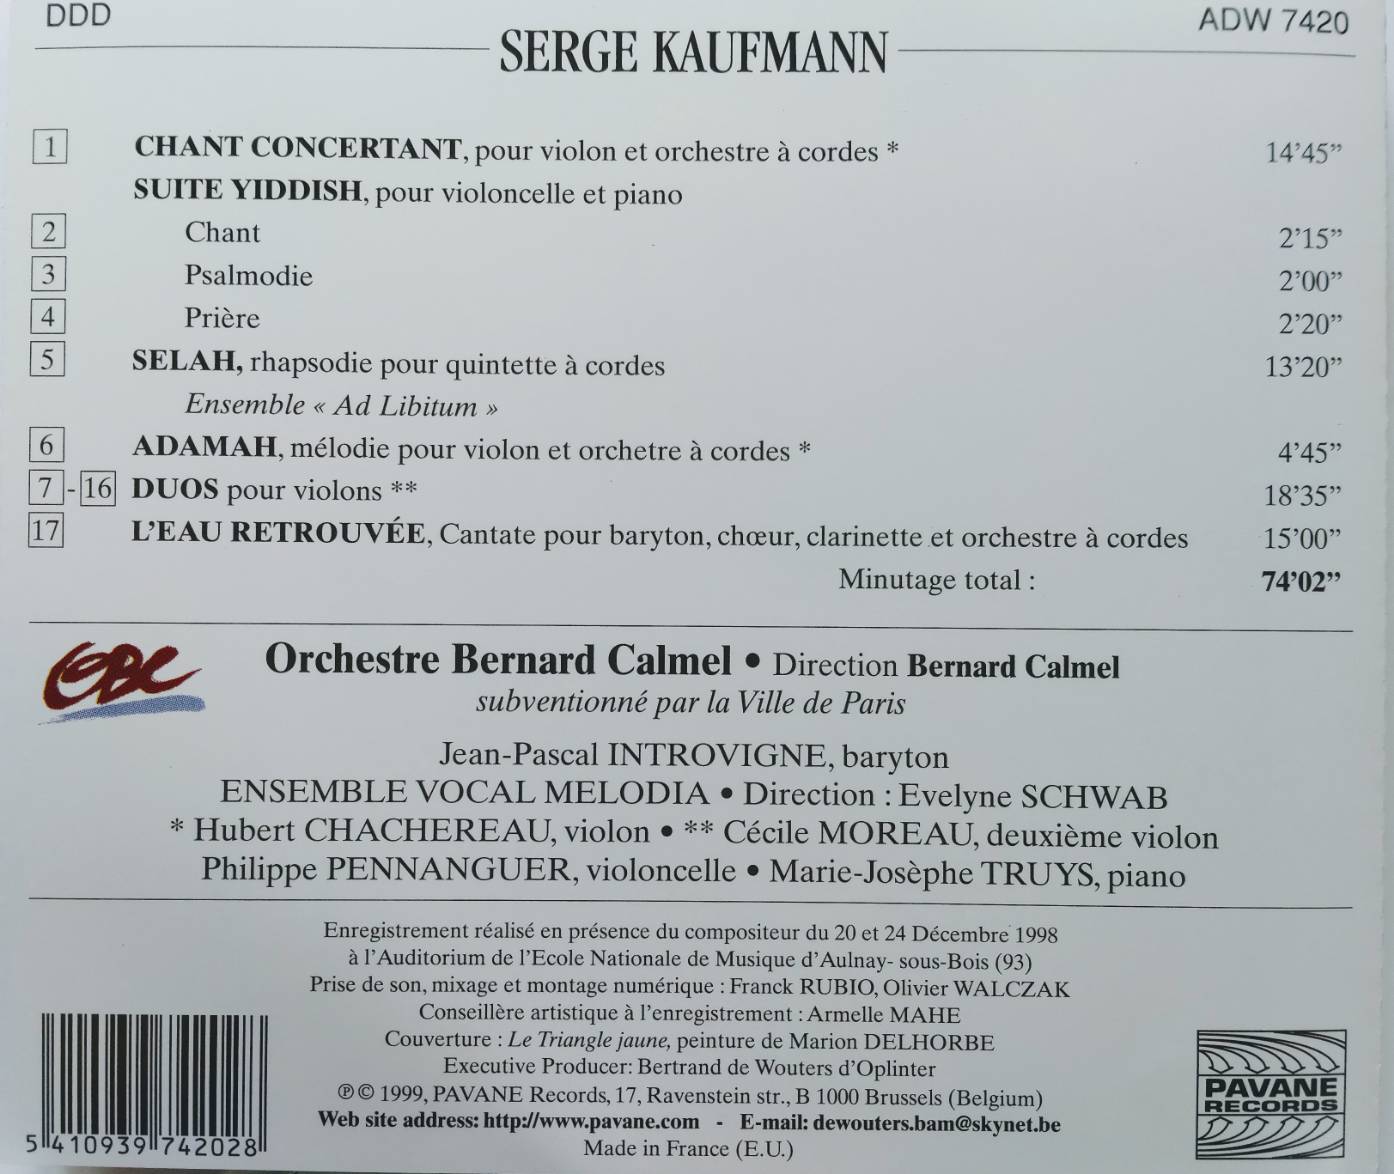 DDD
ADW 7420
SERGE KAUFMANN
1 CHANT CONCERTANT, pour violon et orchestre à cordes * 14'45”
SUITE YIDDISH, pour violoncelle et piano
2 Chant 2'15”
3 Psalmodie 2'00”
4 Prière 2'20”
5 SELAH, rhapsodie pour quintette à cordes 13'20”
Ensemble « Ad Libitum »
6 ADAMAH, mélodie pour violon et orchetre à cordes * 4'45”
7 - 16 DUOS pour violons ** 18'35”
17 L'EAU RETROUVÉE, Cantate pour baryton, chœur, clarinette et orchestre à cordes 15'00”
Minutage total : 74'02”
OBC
Orchestre Bernard Calmel • Direction Bernard Calmel
subventionné par la Ville de Paris
Jean-Pascal INTROVIGNE, baryton
ENSEMBLE VOCAL MELODIA • Direction : Evelyne SCHWAB
* Hubert CHACHEREAU, violon • ** Cécile MOREAU, deuxième violon
Philippe PENNANGUER, violoncelle • Marie-Josèphe TRUYS, piano
Enregistrement réalisé en présence du compositeur du 20 et 24 Décembre 1998
à l'Auditorium de l'Ecole Nationale de Musique d'Aulnay- sous-Bois (93)
Prise de son, mixage et montage numérique : Franck RUBIO, Olivier WALCZAK
Conseillère artistique à l'enregistrement : Armelle MAHE
Couverture : Le Triangle jaune, peinture de Marion DELHORBE
Executive Producer: Bertrand de Wouters d'Oplinter
℗ © 1999, PAVANE Records, 17, Ravenstein str., B 1000 Brussels (Belgium)
Web site address: http://www.pavane.com - E-mail: dewouters.bam@skynet.be
Made in France (E.U.)
5 410939 742028
PAVANE
RECORDS